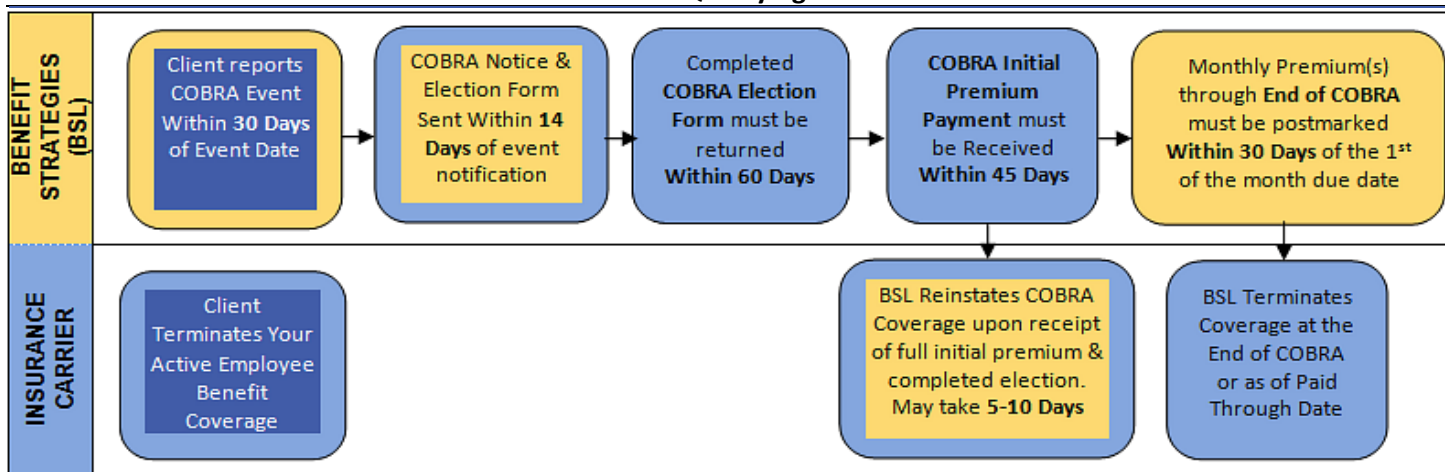 BENEFIT
STRATEGIES
(BSL)
Client reports
COBRA Event
Within 30 Days
of Event Date
COBRA Notice &
Election Form
Sent Within 14
Days of event
notification
Completed
COBRA Election
Form must be
returned
Within 60 Days
COBRA Initial
Premium
Payment must
be Received
Within 45 Days
Monthly Premium(s)
through End of COBRA
must be postmarked
Within 30 Days of the 1st
of the month due date
INSURANCE
CARRIER
Client
Terminates Your
Active Employee
Benefit
Coverage
BSL Reinstates COBRA
Coverage upon receipt
of full initial premium &
completed election.
May take 5-10 Days
BSL Terminates
Coverage at the
End of COBRA
or as of Paid
Through Date